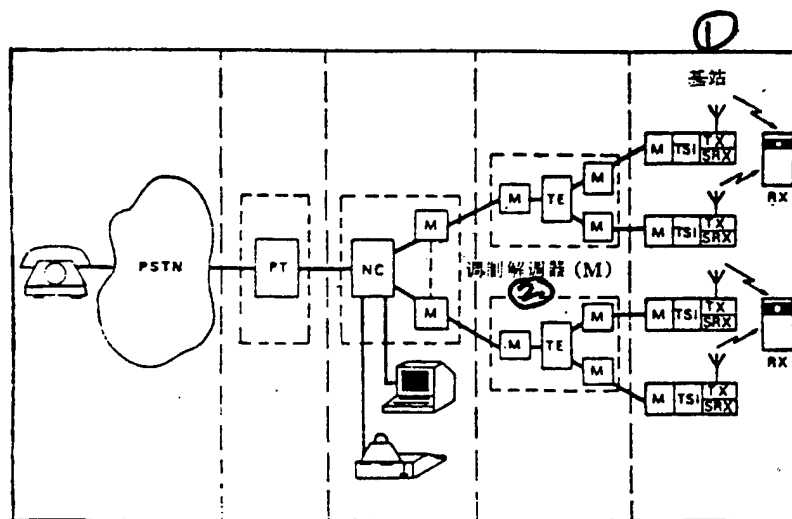 ①
基站
M TSI TX
SRX
RX
M TE M
M
M TSI TX
SRX
PSTN
PT
NC
M
M
调制解调器(M)
②
M TE M
M
M TSI TX
SRX
RX
M TSI TX
SRX